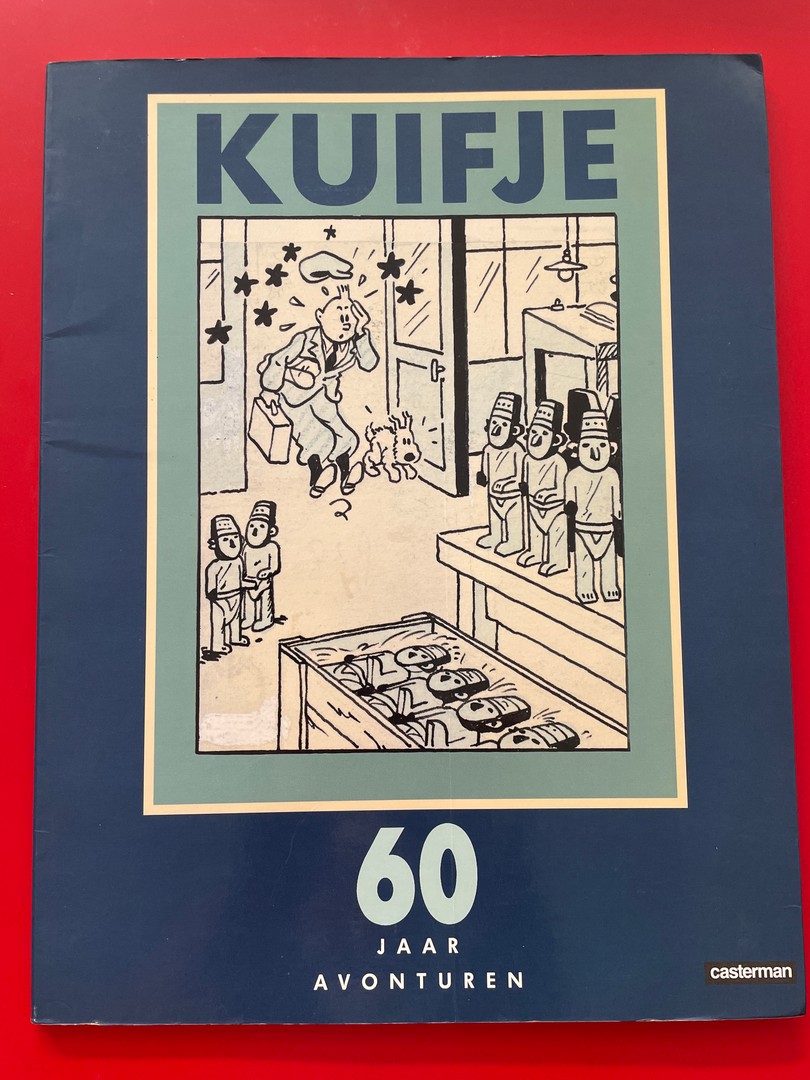 KUIFJE
60
JAAR
AVONTUREN
casterman